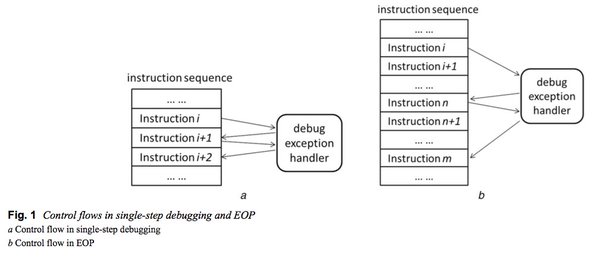 instruction sequence
... ...
Instruction i
Instruction i+1
Instruction i+2
... ...
debug
exception
handler
a
instruction sequence
... ...
Instruction i
Instruction i+1
... ...
Instruction n
Instruction n+1
... ...
Instruction m
... ...
debug
exception
handler
b
Fig. 1 Control flows in single-step debugging and EOP
a Control flow in single-step debugging
b Control flow in EOP